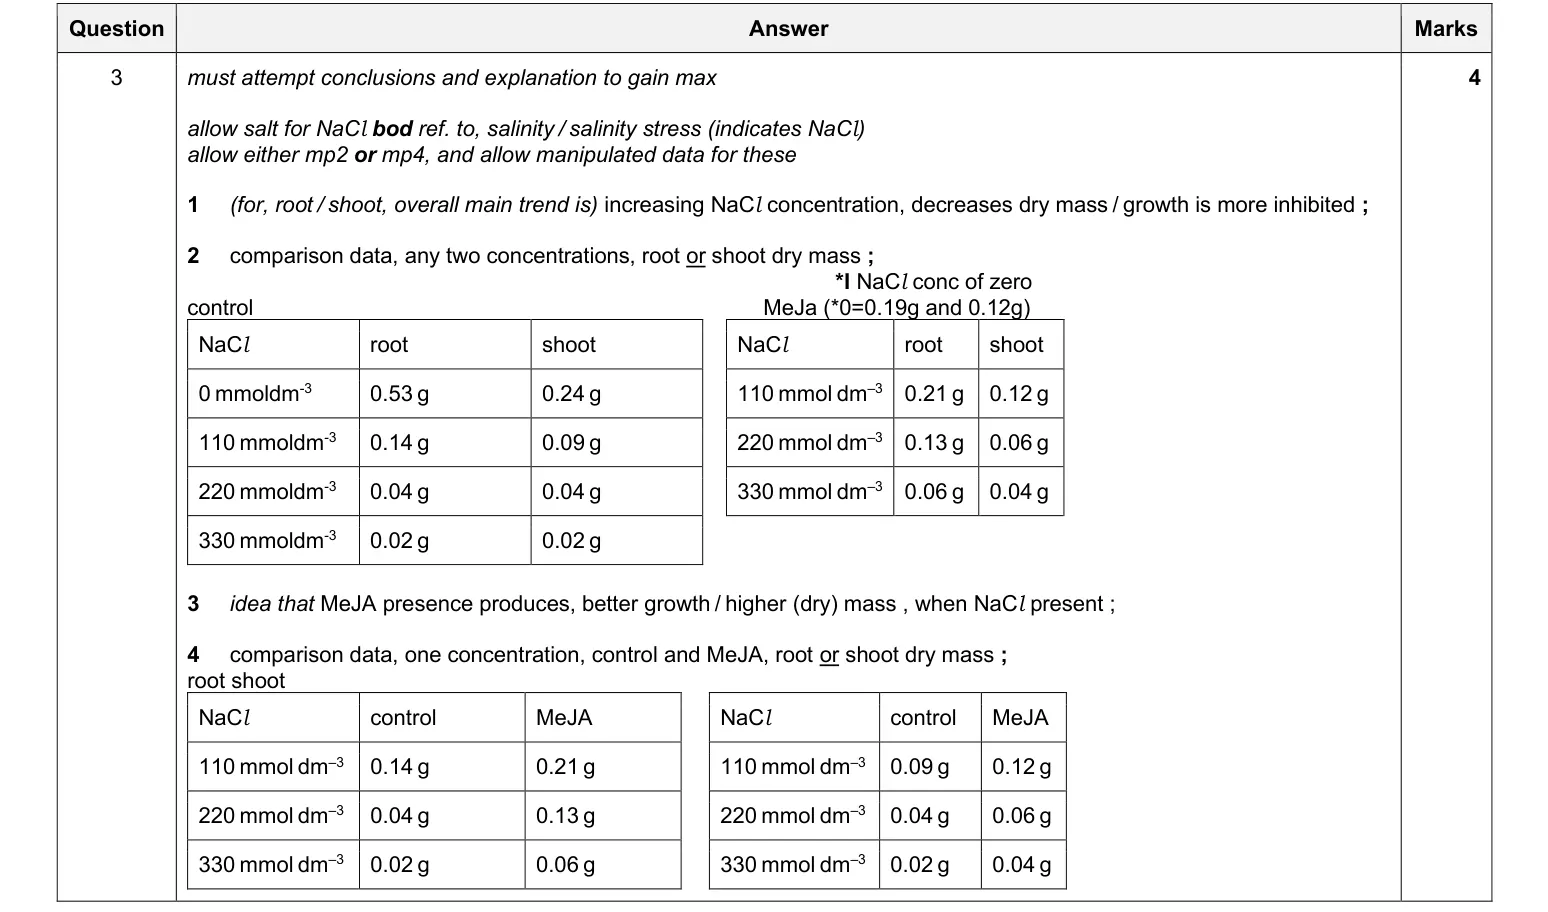 Question Answer Marks
3 must attempt conclusions and explanation to gain max 4
allow salt for NaCl bod ref. to, salinity / salinity stress (indicates NaCl)
allow either mp2 or mp4, and allow manipulated data for these
1 (for, root / shoot, overall main trend is) increasing NaCl concentration, decreases dry mass / growth is more inhibited ;
2 comparison data, any two concentrations, root or shoot dry mass ;
*I NaCl conc of zero
control MeJa (*0=0.19g and 0.12g)
NaCl root shoot NaCl root shoot
0 mmoldm-3 0.53 g 0.24 g 110 mmol dm–3 0.21 g 0.12 g
110 mmoldm-3 0.14 g 0.09 g 220 mmol dm–3 0.13 g 0.06 g
220 mmoldm-3 0.04 g 0.04 g 330 mmol dm–3 0.06 g 0.04 g
330 mmoldm-3 0.02 g 0.02 g
3 idea that MeJA presence produces, better growth / higher (dry) mass , when NaCl present ;
4 comparison data, one concentration, control and MeJA, root or shoot dry mass ;
root shoot
NaCl control MeJA NaCl control MeJA
110 mmol dm–3 0.14 g 0.21 g 110 mmol dm–3 0.09 g 0.12 g
220 mmol dm–3 0.04 g 0.13 g 220 mmol dm–3 0.04 g 0.06 g
330 mmol dm–3 0.02 g 0.06 g 330 mmol dm–3 0.02 g 0.04 g